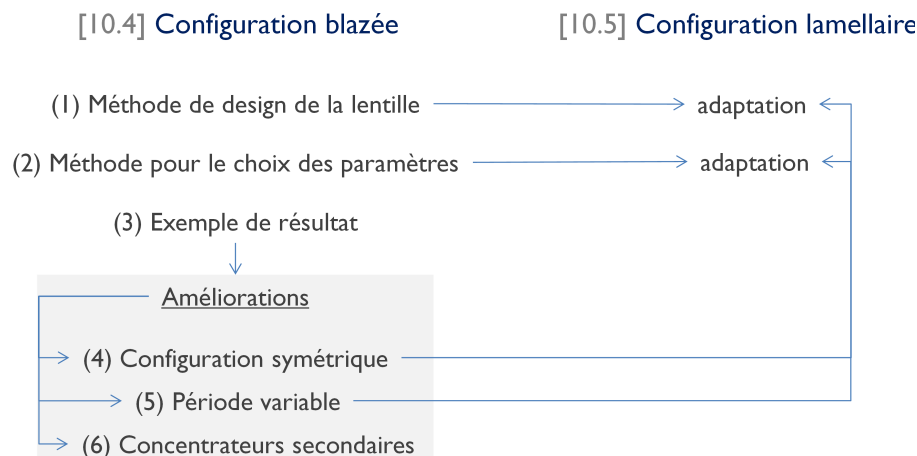 [10.4] Configuration blazée
[10.5] Configuration lamellaire
(1) Méthode de design de la lentille
adaptation
(2) Méthode pour le choix des paramètres
adaptation
(3) Exemple de résultat
Améliorations
(4) Configuration symétrique
(5) Période variable
(6) Concentrateurs secondaires